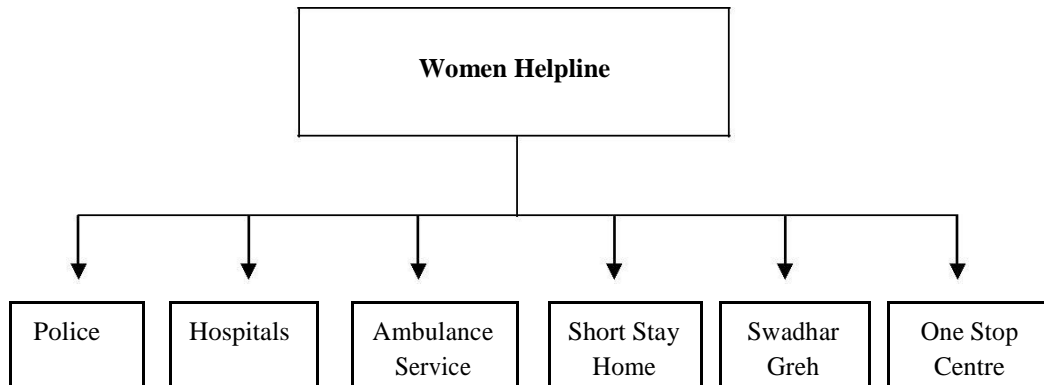 Women Helpline
Police
Hospitals
Ambulance
Service
Short Stay
Home
Swadhar
Greh
One Stop
Centre